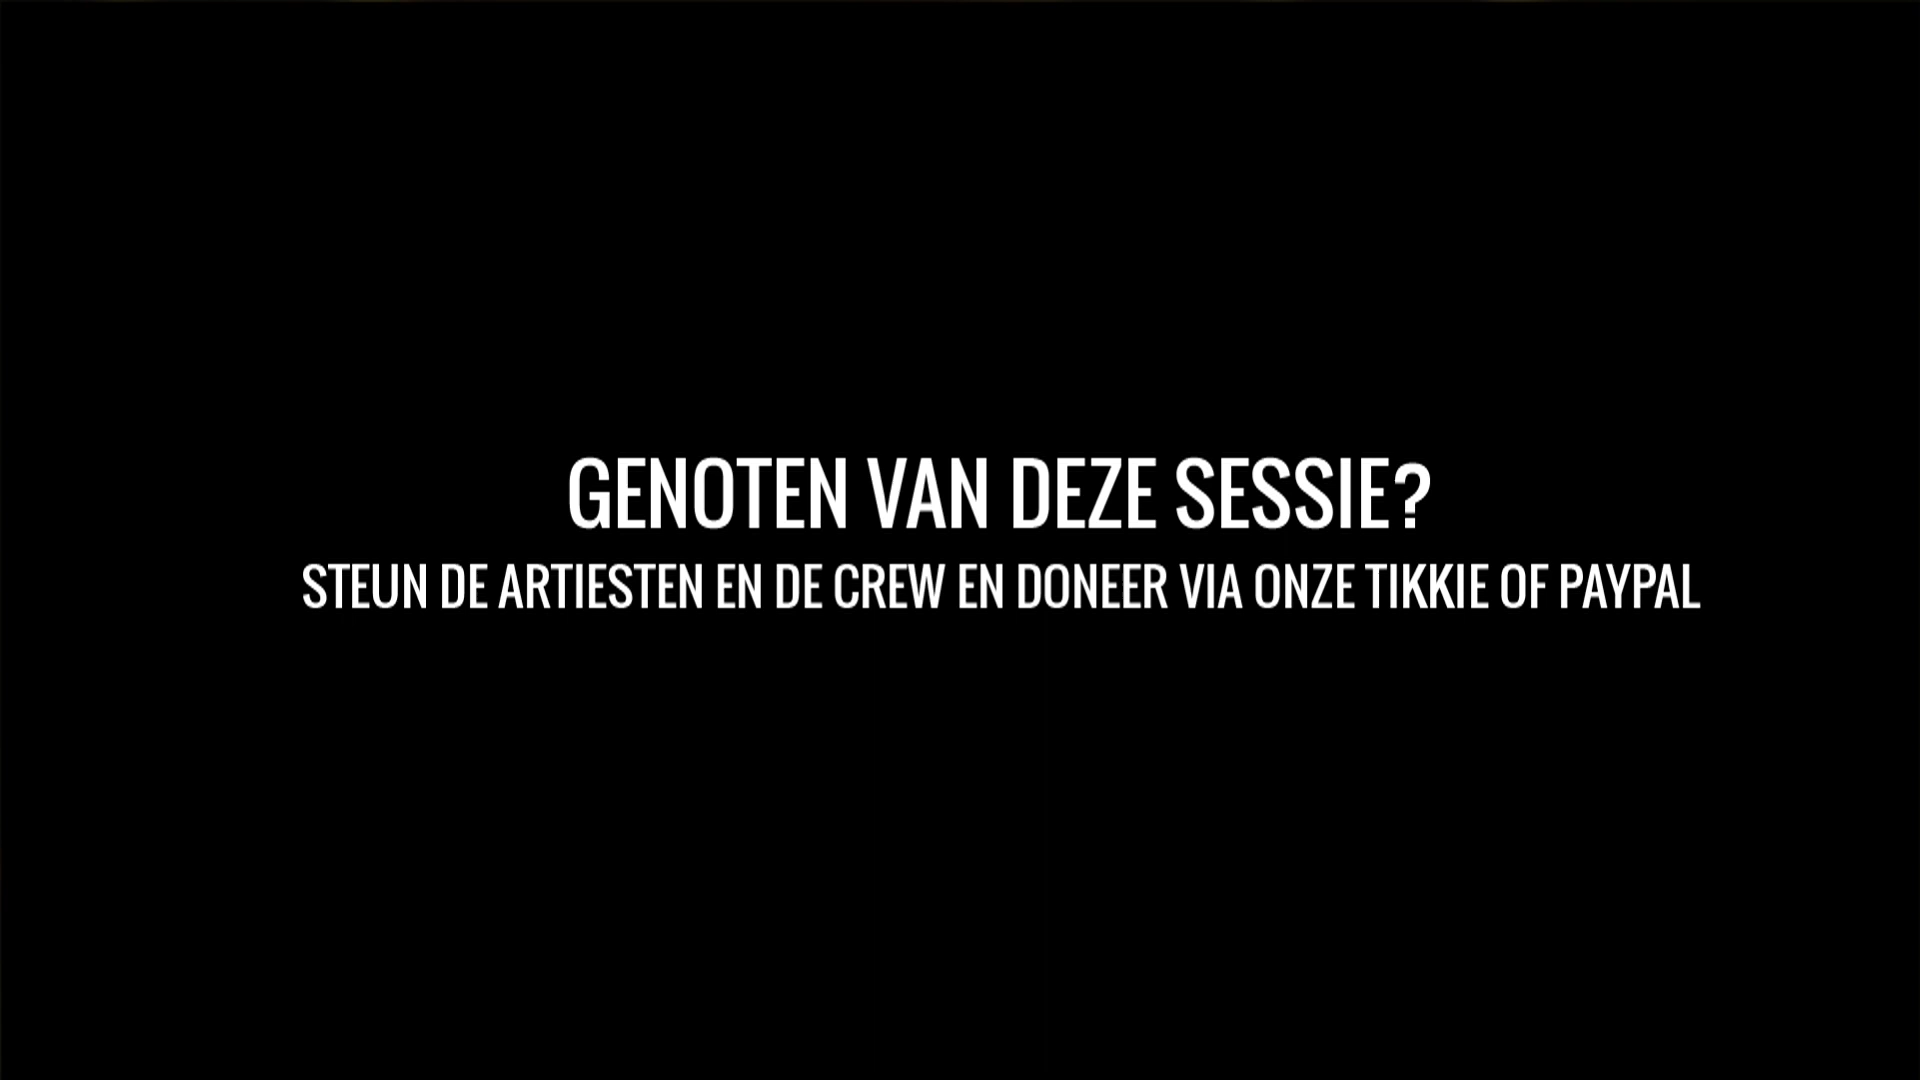 GENOTEN VAN DEZE SESSIE?
STEUN DE ARTIESTEN EN DE CREW EN DONEER VIA ONZE TIKKIE OF PAYPAL